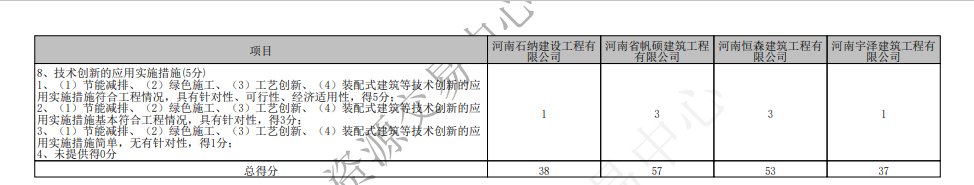 项目
河南石纳建设工程有限公司
河南省帆硕建筑工程有限公司
河南恒森建筑工程有限公司
河南宇泽建筑工程有限公司
8、技术创新的应用实施措施(5分)
1、（1）节能减排、（2）绿色施工、（3）工艺创新、（4）装配式建筑等技术创新的应
用实施措施符合工程情况，具有针对性、可行性、经济适用性，得5分；
2、（1）节能减排、（2）绿色施工、（3）工艺创新、（4）装配式建筑等技术创新的应
用实施措施基本符合工程情况，具有针对性，得3分；
3、（1）节能减排、（2）绿色施工、（3）工艺创新、（4）装配式建筑等技术创新的应
用实施措施简单，无有针对性，得1分；
4、未提供得0分
1
3
3
1
总得分
38
57
53
37
资源交易中心
易中心